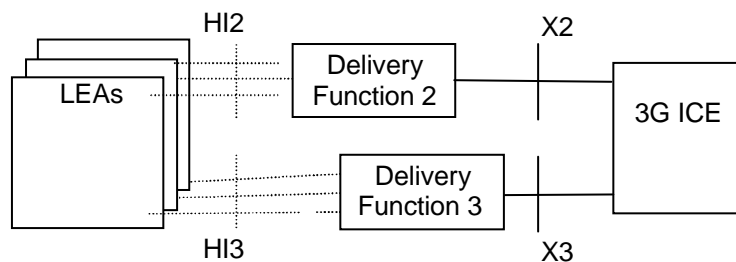 HI2
X2
LEAs
Delivery
Function 2
3G ICE
Delivery
Function 3
HI3
X3